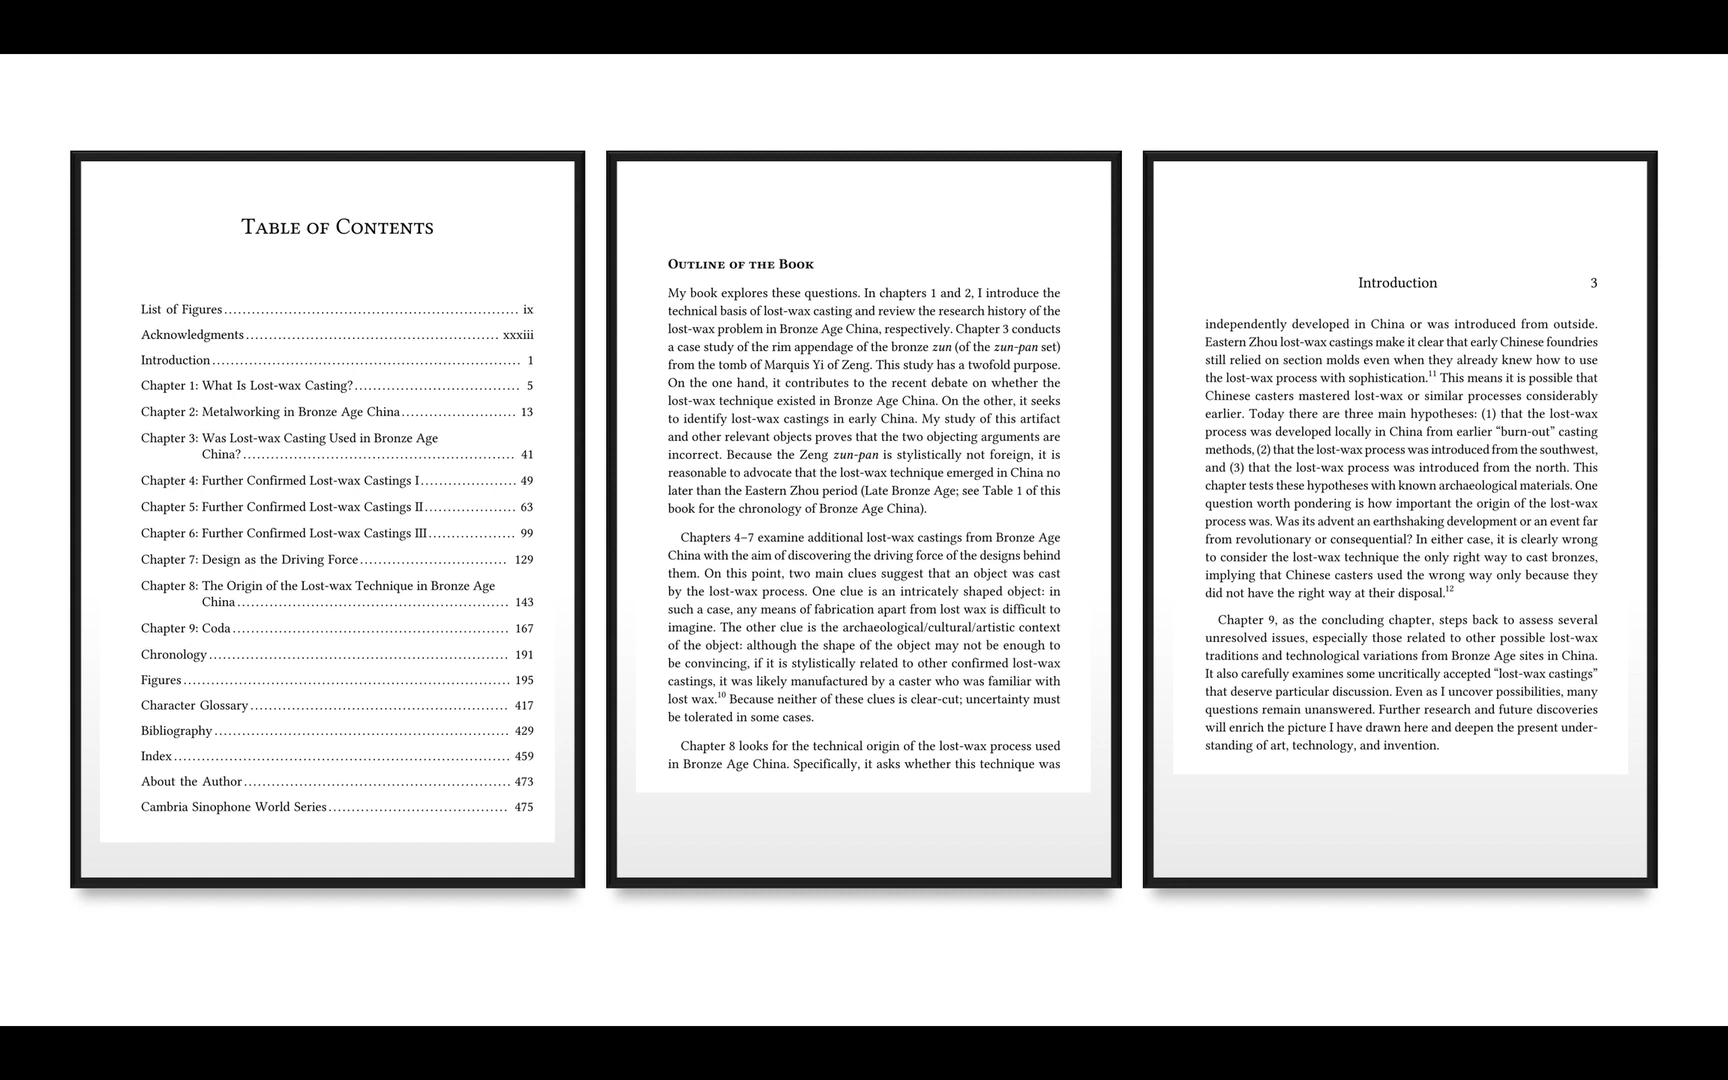 Table of Contents
List of Figures ix
Acknowledgments xxxiii
Introduction 1
Chapter 1: What Is Lost-wax Casting? 5
Chapter 2: Metalworking in Bronze Age China 13
Chapter 3: Was Lost-wax Casting Used in Bronze Age
China? 41
Chapter 4: Further Confirmed Lost-wax Castings I 49
Chapter 5: Further Confirmed Lost-wax Castings II 63
Chapter 6: Further Confirmed Lost-wax Castings III 99
Chapter 7: Design as the Driving Force 129
Chapter 8: The Origin of the Lost-wax Technique in Bronze Age
China 143
Chapter 9: Coda 167
Chronology 191
Figures 195
Character Glossary 417
Bibliography 429
Index 459
About the Author 473
Cambria Sinophone World Series 475
Outline of the Book
My book explores these questions. In chapters 1 and 2, I introduce the
technical basis of lost-wax casting and review the research history of the
lost-wax problem in Bronze Age China, respectively. Chapter 3 conducts
a case study of the rim appendage of the bronze zun (of the zun-pan set)
from the tomb of Marquis Yi of Zeng. This study has a twofold purpose.
On the one hand, it contributes to the recent debate on whether the
lost-wax technique existed in Bronze Age China. On the other, it seeks
to identify lost-wax castings in early China. My study of this artifact
and other relevant objects proves that the two objecting arguments are
incorrect. Because the Zeng zun-pan is stylistically not foreign, it is
reasonable to advocate that the lost-wax technique emerged in China no
later than the Eastern Zhou period (Late Bronze Age; see Table 1 of this
book for the chronology of Bronze Age China).
Chapters 4–7 examine additional lost-wax castings from Bronze Age
China with the aim of discovering the driving force of the designs behind
them. On this point, two main clues suggest that an object was cast
by the lost-wax process. One clue is an intricately shaped object: in
such a case, any means of fabrication apart from lost wax is difficult to
imagine. The other clue is the archaeological/cultural/artistic context
of the object: although the shape of the object may not be enough to
be convincing, if it is stylistically related to other confirmed lost-wax
castings, it was likely manufactured by a caster who was familiar with
lost wax.10 Because neither of these clues is clear-cut; uncertainty must
be tolerated in some cases.
Chapter 8 looks for the technical origin of the lost-wax process used
in Bronze Age China. Specifically, it asks whether this technique was
Introduction 3
independently developed in China or was introduced from outside.
Eastern Zhou lost-wax castings make it clear that early Chinese foundries
still relied on section molds even when they already knew how to use
the lost-wax process with sophistication.11 This means it is possible that
Chinese casters mastered lost-wax or similar processes considerably
earlier. Today there are three main hypotheses: (1) that the lost-wax
process was developed locally in China from earlier “burn-out” casting
methods, (2) that the lost-wax process was introduced from the southwest,
and (3) that the lost-wax process was introduced from the north. This
chapter tests these hypotheses with known archaeological materials. One
question worth pondering is how important the origin of the lost-wax
process was. Was its advent an earthshaking development or an event far
from revolutionary or consequential? In either case, it is clearly wrong
to consider the lost-wax technique the only right way to cast bronzes,
implying that Chinese casters used the wrong way only because they
did not have the right way at their disposal.12
Chapter 9, as the concluding chapter, steps back to assess several
unresolved issues, especially those related to other possible lost-wax
traditions and technological variations from Bronze Age sites in China.
It also carefully examines some uncritically accepted “lost-wax castings”
that deserve particular discussion. Even as I uncover possibilities, many
questions remain unanswered. Further research and future discoveries
will enrich the picture I have drawn here and deepen the present under-
standing of art, technology, and invention.